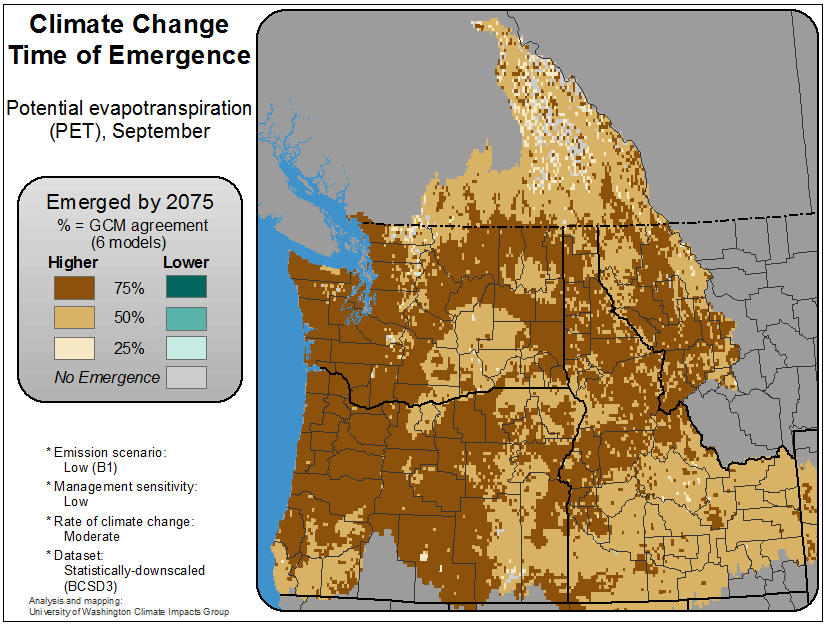 Climate Change
Time of Emergence
Potential evapotranspiration
(PET), September
Emerged by 2075
% = GCM agreement
(6 models)
Higher Lower
75%
50%
25%
No Emergence
* Emission scenario:
Low (B1)
* Management sensitivity:
Low
* Rate of climate change:
Moderate
* Dataset:
Statistically-downscaled
(BCSD3)
Analysis and mapping:
University of Washington Climate Impacts Group